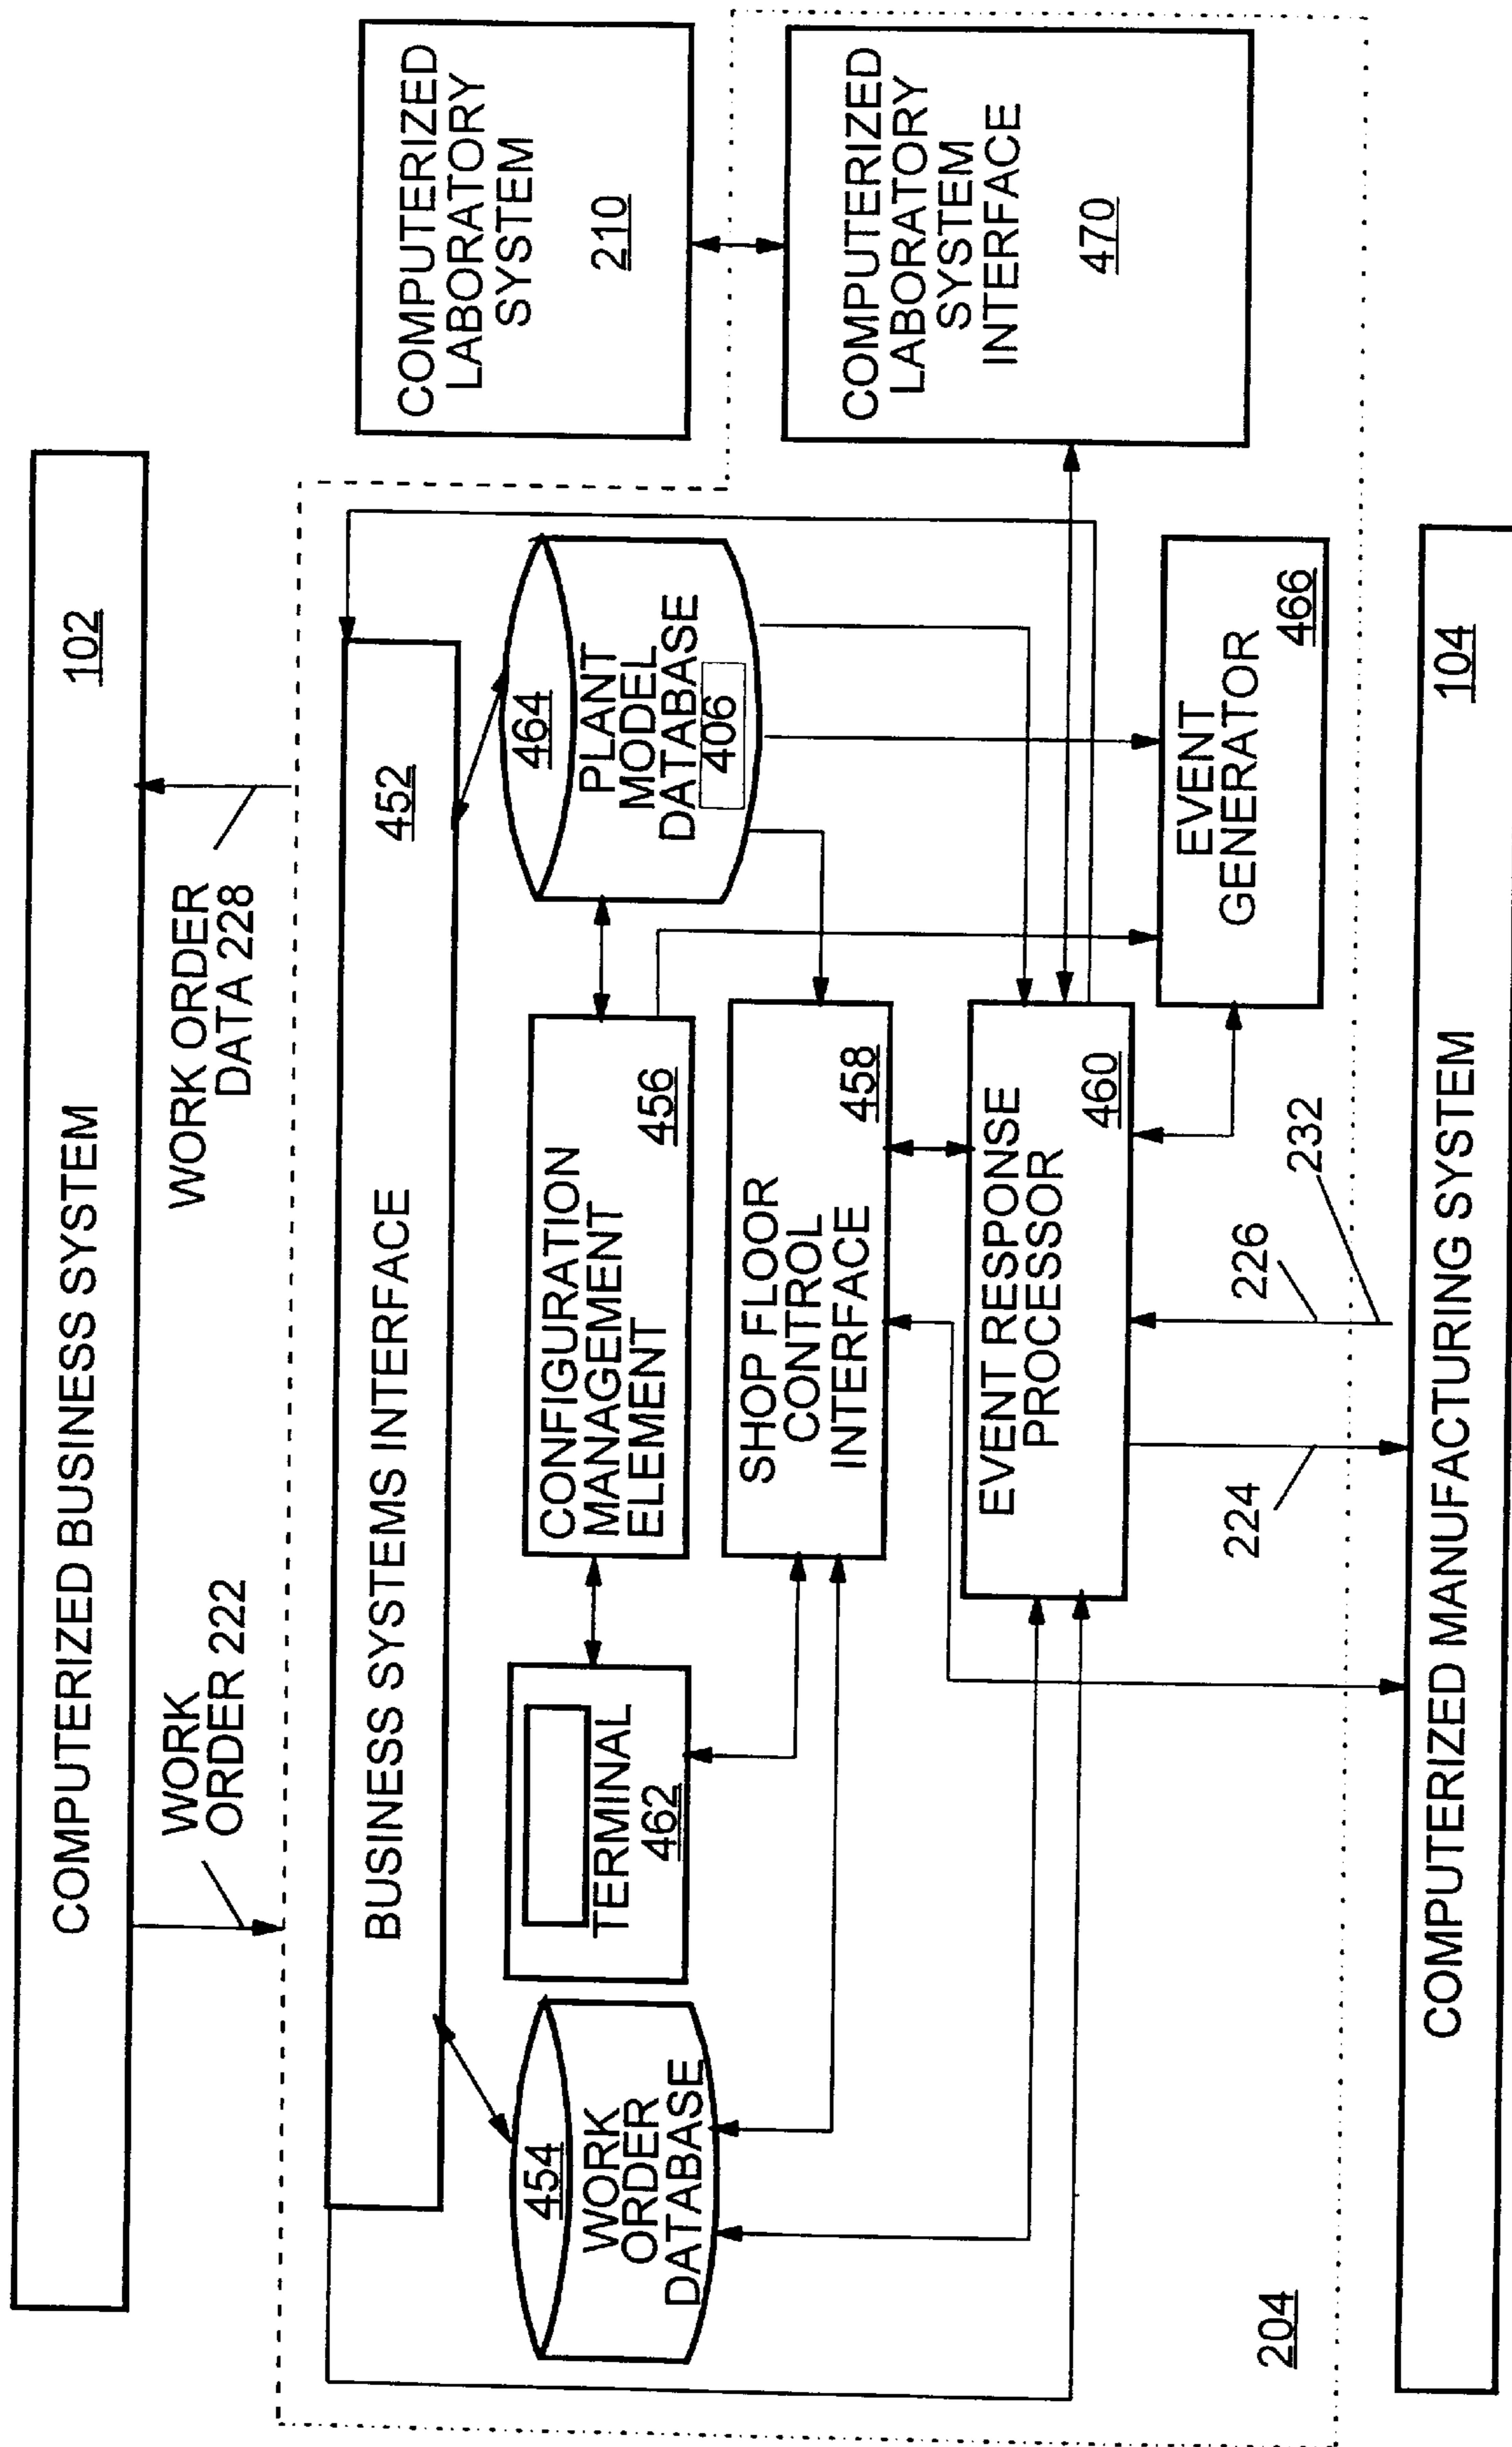 COMPUTERIZED BUSINESS SYSTEM
102
WORK
ORDER 222
WORK ORDER
DATA 228
BUSINESS SYSTEMS INTERFACE
452
COMPUTERIZED
LABORATORY
SYSTEM
210
454
WORK
ORDER
DATABASE
TERMINAL
462
CONFIGURATION
MANAGEMENT
ELEMENT
456
464
PLANT
MODEL
DATABASE
406
SHOP FLOOR
CONTROL
INTERFACE
458
COMPUTERIZED
LABORATORY
SYSTEM
INTERFACE
470
EVENT RESPONSE
PROCESSOR
460
EVENT
GENERATOR
466
204
224
226
232
COMPUTERIZED MANUFACTURING SYSTEM
104